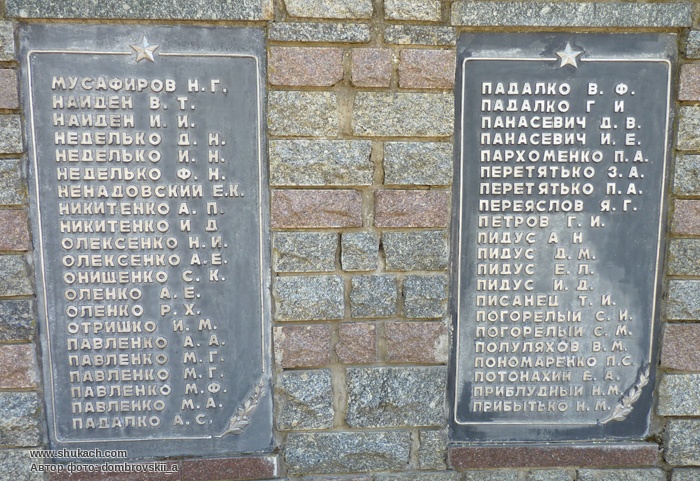 МУСАФИРОВ Н.Г.
НАЙДЕН В.Т.
НАЙДЕН И.И.
НЕДЕЛЬКО Д.Н.
НЕДЕЛЬКО И.Н.
НЕДЕЛКО Ф.Н.
НЕНАДОВСКИЙ Е.К.
НИКИТЕНКО А.П.
НИКИТЕНКО И Д
ОЛЕКСЕНКО Н.И.
ОЛЕКСЕНКО А.Е.
ОНИЩЕНКО С.К.
ОЛЕНКО А.Е.
ОЛЕНКО Р.Х.
ОТРИШКО И.М.
ПАВЛЕНКО А.А
ПАВЛЕНКО М.Г.
ПАВЛЕНКО М.Г.
ПАВЛЕНКО М.Ф.
ПАВЛЕНКО М.А.
ПАДАЛКО А.С.
ПАДАЛКО В.Ф.
ПАДАЛКО Г И
ПАНАСЕВИЧ Д.В.
ПАНАСЕВИЧ И.Е.
ПАРХОМЕНКО П.А.
ПЕРЕТЯТЬКО З.А.
ПЕРЕТЯТЬКО П.А.
ПЕРЕЯСЛОВ Я.Г.
ПЕТРОВ Г.И.
ПИДУС А Н
ПИДУС Д.М.
ПИДУС Е.Л.
ПИДУС И.Д.
ПИСАНЕЦ Т И.
ПОГОРЕЛЫЙ С.И.
ПОГОРЕЛЫЙ С.М.
ПОЛУЛЯХОВ В.М.
ПОНОМАРЕНКО П.С.
ПОТОНАХИН Е.А.
ПРИБЛУДНЫЙ Н.М.
ПРИБЫТЬКО Н.М.
www.shukach.com
Автор фото: dombrovskii_a